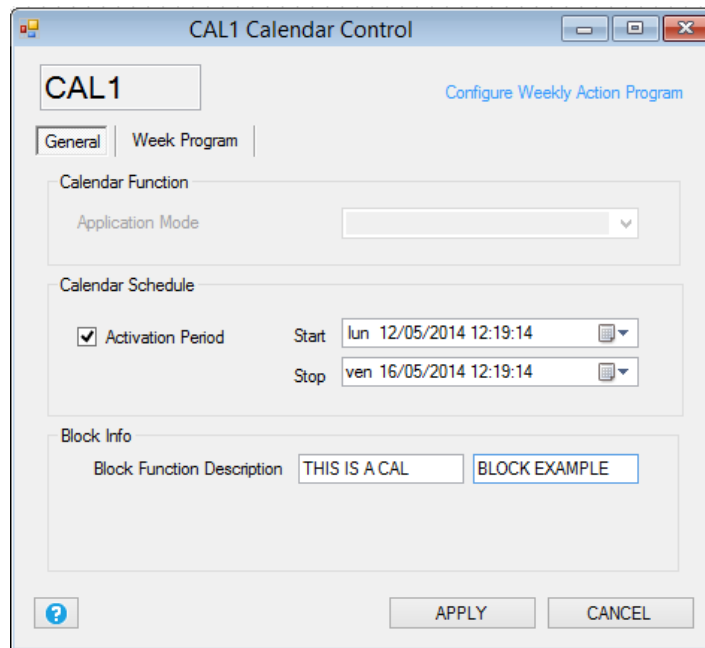 CAL1 Calendar Control
CAL1
Configure Weekly Action Program
General Week Program
Calendar Function
Application Mode
Calendar Schedule
Activation Period Start lun 12/05/2014 12:19:14
Stop ven 16/05/2014 12:19:14
Block Info
Block Function Description THIS IS A CAL BLOCK EXAMPLE
? APPLY CANCEL